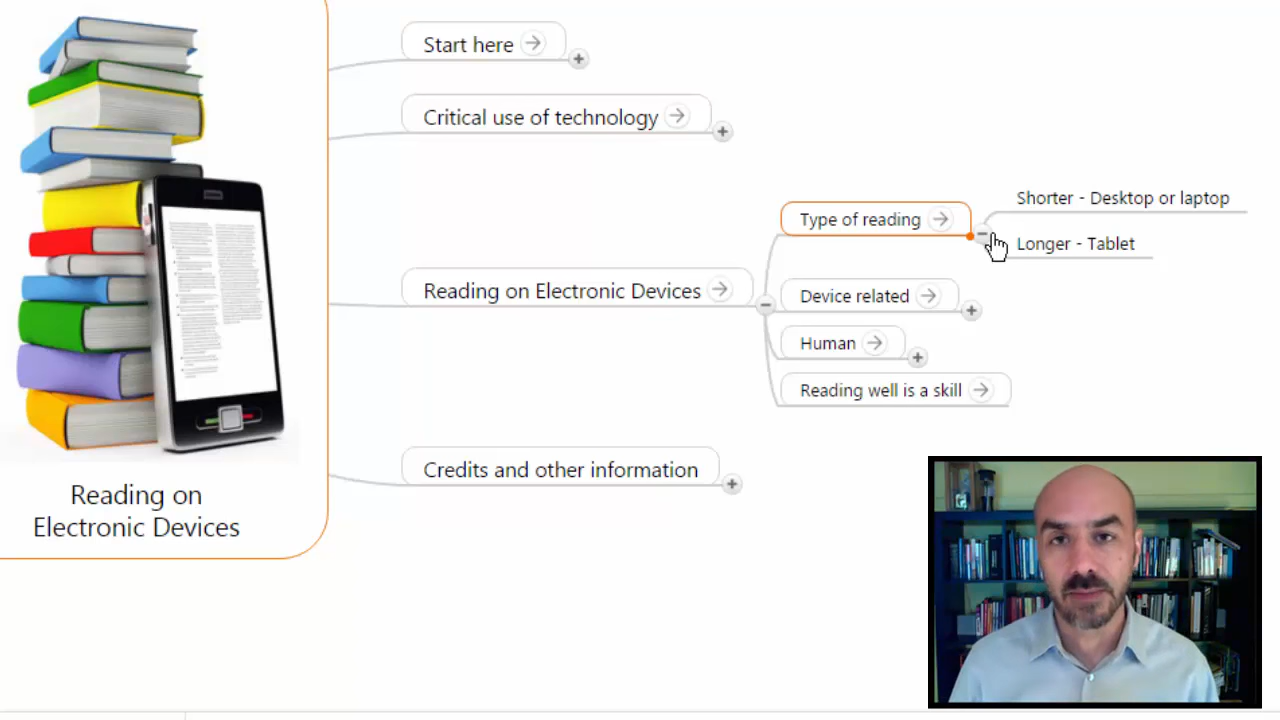 Start here
Critical use of technology
Type of reading
Shorter - Desktop or laptop
Longer - Tablet
Reading on Electronic Devices
Device related
Human
Reading well is a skill
Credits and other information
Reading on
Electronic Devices